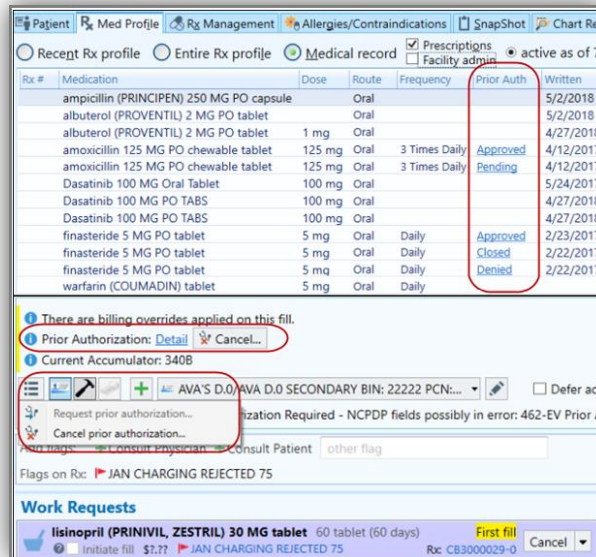 Patient Rx Med Profile Rx Management Allergies/Contraindications SnapShot Chart Re
Recent Rx profile Entire Rx profile Medical record Prescriptions Facility admin active as of 7
Rx # Medication Dose Route Frequency Prior Auth Written
ampicillin (PRINCIPEN) 250 MG PO capsule Oral 5/2/2018
albuterol (PROVENTIL) 2 MG PO tablet Oral 5/2/2018
albuterol (PROVENTIL) 2 MG PO tablet 1 mg Oral 4/27/2018
amoxicillin 125 MG PO chewable tablet 125 mg Oral 3 Times Daily Approved 4/12/2017
amoxicillin 125 MG PO chewable tablet 125 mg Oral 3 Times Daily Pending 4/12/2017
Dasatinib 100 MG Oral Tablet 100 mg Oral 5/24/2017
Dasatinib 100 MG PO TABS 100 mg Oral 4/27/2018
Dasatinib 100 MG PO TABS 100 mg Oral 4/27/2018
finasteride 5 MG PO tablet 5 mg Oral Daily Approved 2/23/2017
finasteride 5 MG PO tablet 5 mg Oral Daily Closed 2/22/2017
finasteride 5 MG PO tablet 5 mg Oral Daily Denied 2/22/2017
warfarin (COUMADIN) tablet 5 mg Oral Daily
There are billing overrides applied on this fill.
Prior Authorization: Detail Cancel...
Current Accumulator: 340B
AVA'S D.0/AVA D.0 SECONDARY BIN: 22222 PCN:... Defer ac
Request prior authorization... rization Required - NCPDP fields possibly in error: 462-EV Prior
Cancel prior authorization...
Add flags: Consult Physician Consult Patient other flag
Flags on Rx: JAN CHARGING REJECTED 75
Work Requests
lisinopril (PRINIVIL, ZESTRIL) 30 MG tablet 60 tablet (60 days) First fill Cancel
Initiate fill $?.?? JAN CHARGING REJECTED 75 Rx: CB3000029-0